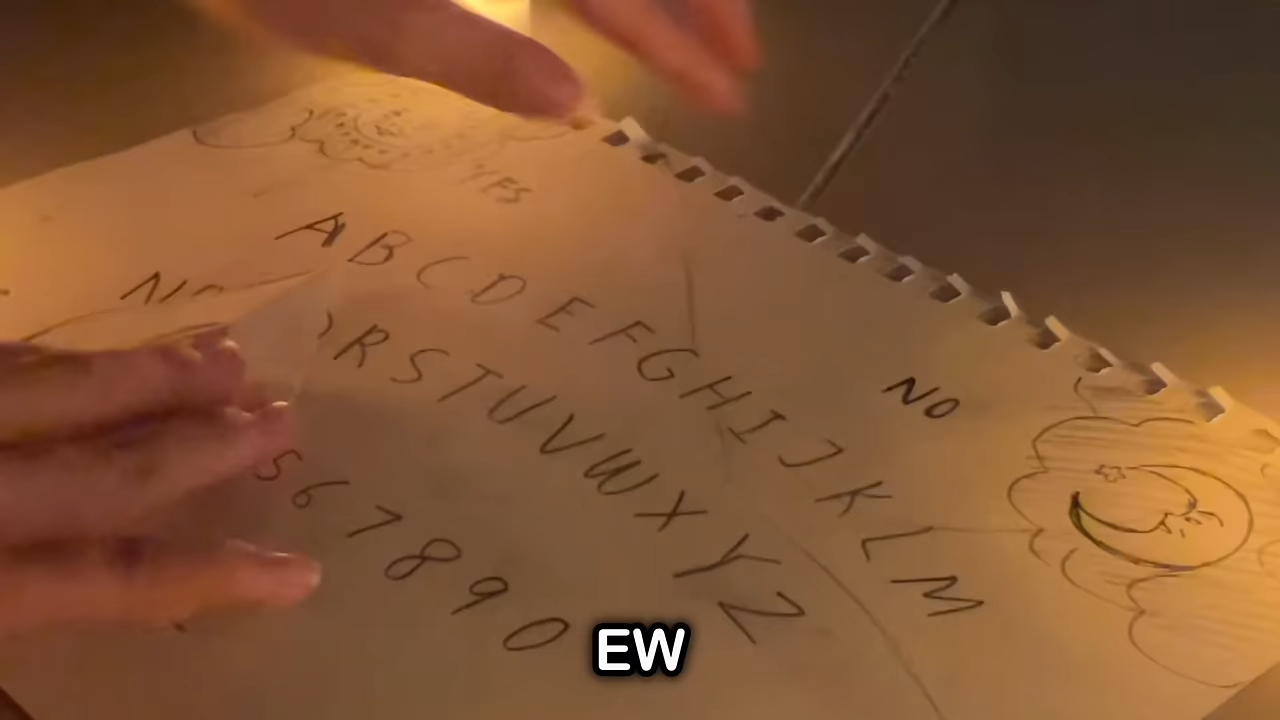 YES
ABCDEFGHIJKLM
NO
RSTUVWXYZ
567890
EW